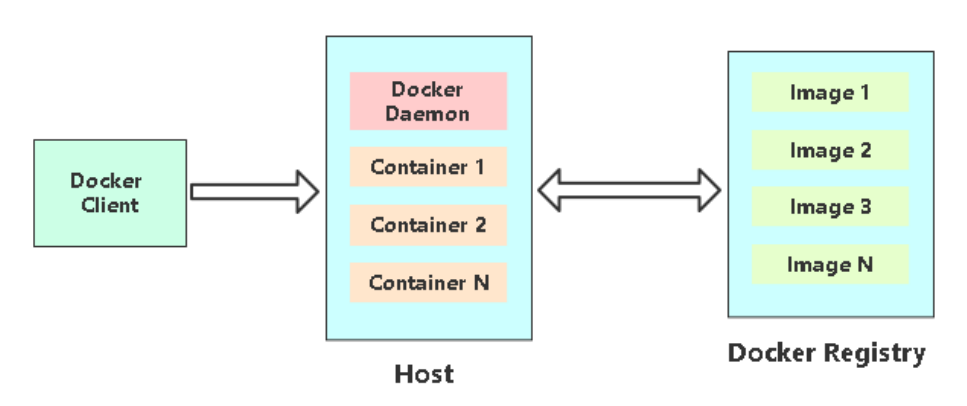 Docker
Client
Docker
Daemon
Container 1
Container 2
Container N
Host
Image 1
Image 2
Image 3
Image N
Docker Registry